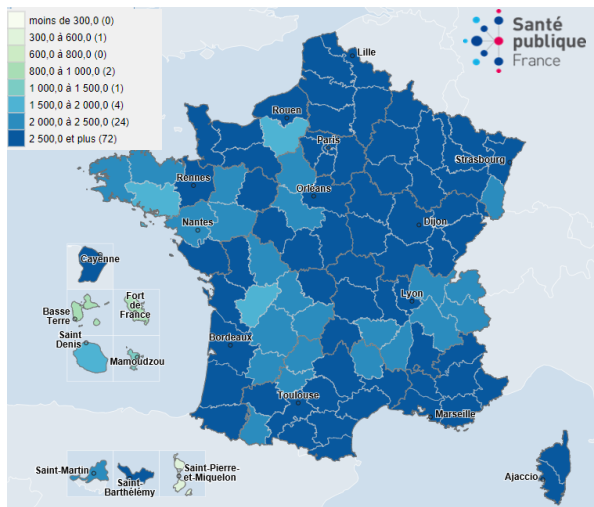 moins de 300,0 (0)
300,0 à 600,0 (1)
600,0 à 800,0 (0)
800,0 à 1 000,0 (2)
1 000,0 à 1 500,0 (1)
1 500,0 à 2 000,0 (4)
2 000,0 à 2 500,0 (24)
2 500,0 et plus (72)
Santé
publique
France
Lille
Rouen
Paris
Strasbourg
Rennes
Orléans
Nantes
Dijon
Cayenne
Lyon
Basse
Terre
Fort
de
France
Saint
Denis
Mamoudzou
Bordeaux
Toulouse
Marseille
Saint-Martin
Saint-
Barthélémy
Saint-Pierre-
et-Miquelon
Ajaccio